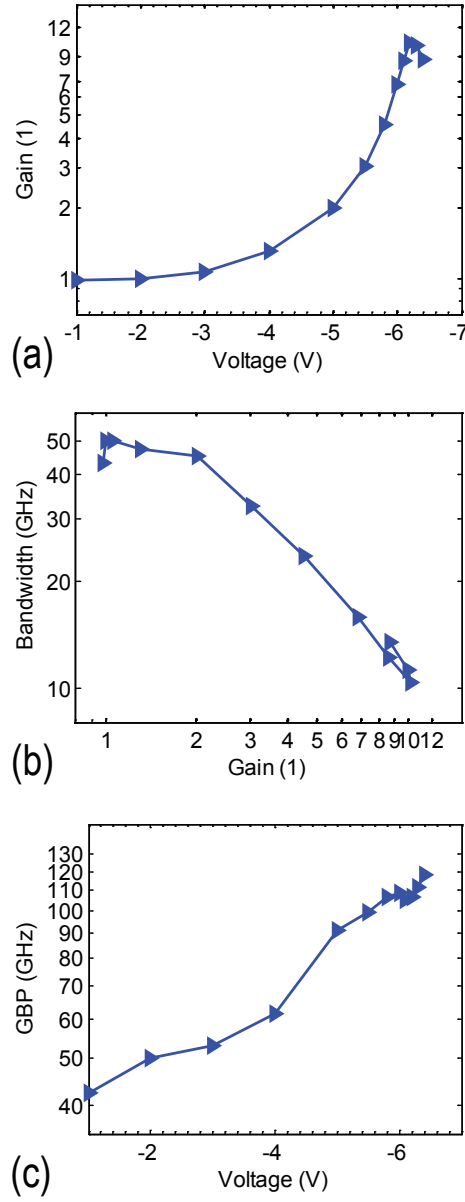 12
9
7
6
5
4
3
2
1
Gain (1)
-1 -2 -3 -4 -5 -6 -7
Voltage (V)
(a)
50
40
30
20
10
Bandwidth (GHz)
1 2 3 4 5 6 7 8 9 10 12
Gain (1)
(b)
130
110
100
90
80
70
60
50
40
GBP (GHz)
-2 -4 -6
Voltage (V)
(c)